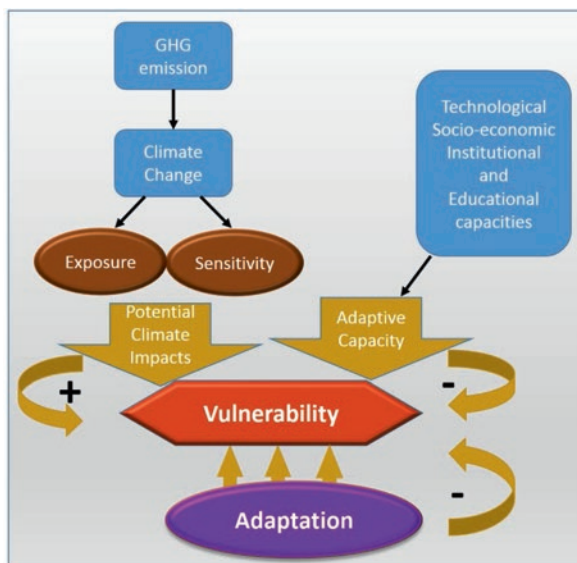 GHG
emission
Climate
Change
Technological
Socio-economic
Institutional
and
Educational
capacities
Exposure
Sensitivity
Potential
Climate
Impacts
Adaptive
Capacity
+
-
Vulnerability
-
Adaptation